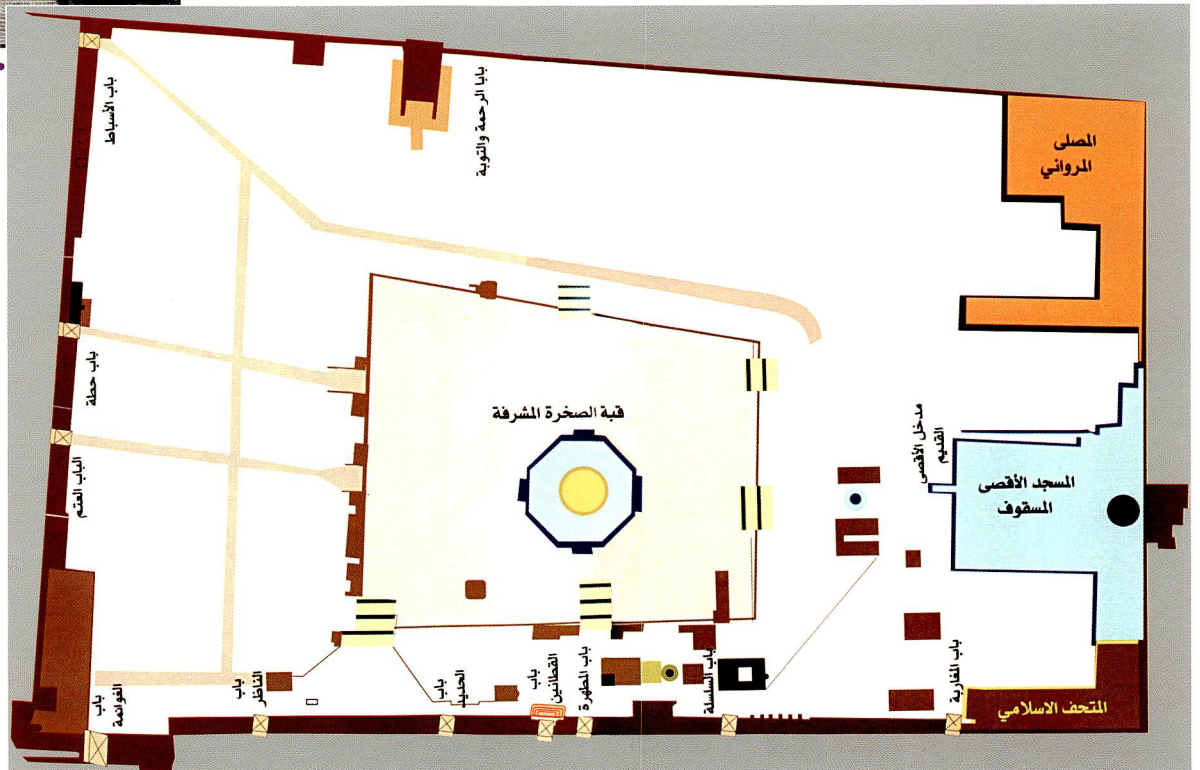 باب الأسباط
بابا الرحمة والتوبة
المصلى
المرواني
باب حطة
قبة الصخرة المشرفة
مدخل الأقصى
القديم
الباب العتم
المسجد الأقصى
المسقوف
باب
الغوانمة
باب
الناظر
باب
الحديد
باب
القطانين
باب المطهرة
باب السلسلة
باب المغاربة
المتحف الاسلامي